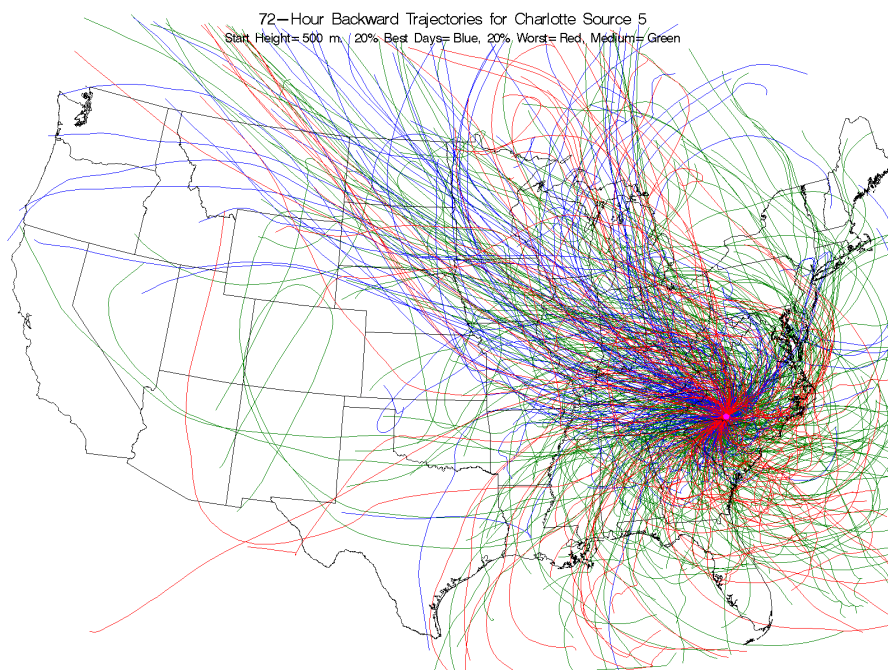 72-Hour Backward Trajectories for Charlotte Source 5
Start Height= 500 m. / 20% Best Days= Blue, 20% Worst= Red, Medium= Green